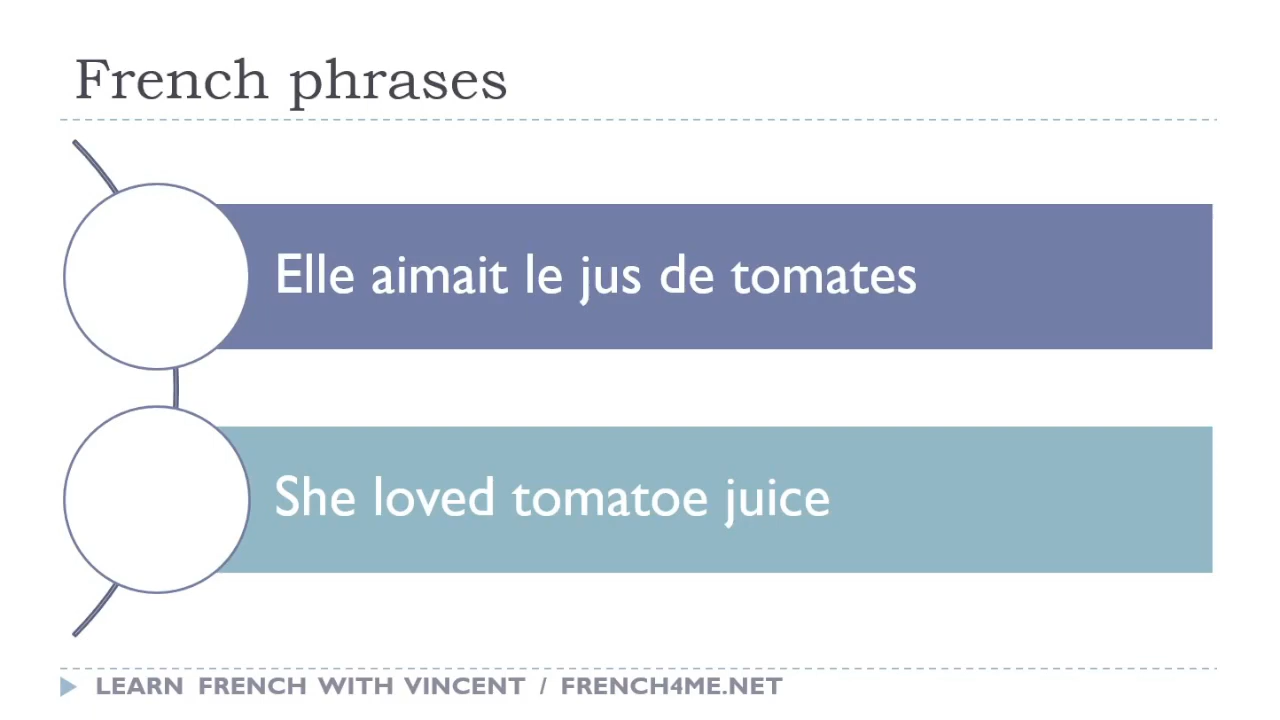 French phrases
Elle aimait le jus de tomates
She loved tomatoe juice
LEARN FRENCH WITH VINCENT / FRENCH4ME.NET